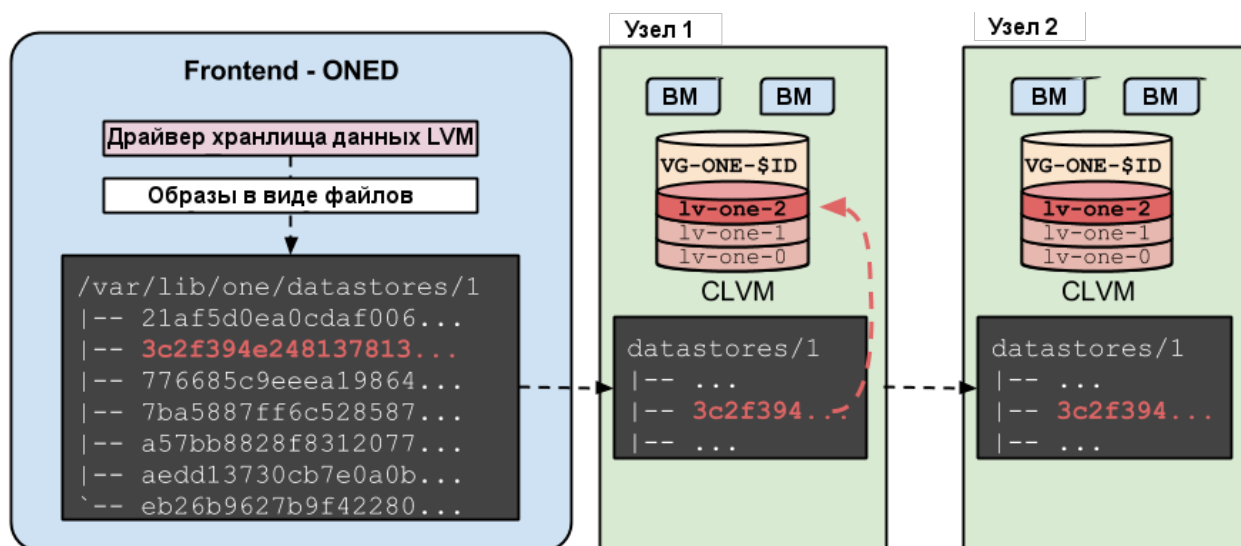 Frontend - ONED
Драйвер хранлища данных LVM
Образы в виде файлов
/var/lib/one/datastores/1
|-- 21af5d0ea0cdaf006...
|-- 3c2f394e248137813...
|-- 776685c9eeea19864...
|-- 7ba5887ff6c528587...
|-- a57bb8828f8312077...
|-- aedd13730cb7e0a0b...
`-- eb26b9627b9f42280...
Узел 1
ВМ ВМ
VG-ONE-$ID
lv-one-2
lv-one-1
lv-one-0
CLVM
datastores/1
|-- ...
|-- 3c2f394...
|-- ...
Узел 2
ВМ ВМ
VG-ONE-$ID
lv-one-2
lv-one-1
lv-one-0
CLVM
datastores/1
|-- ...
|-- 3c2f394...
|-- ...